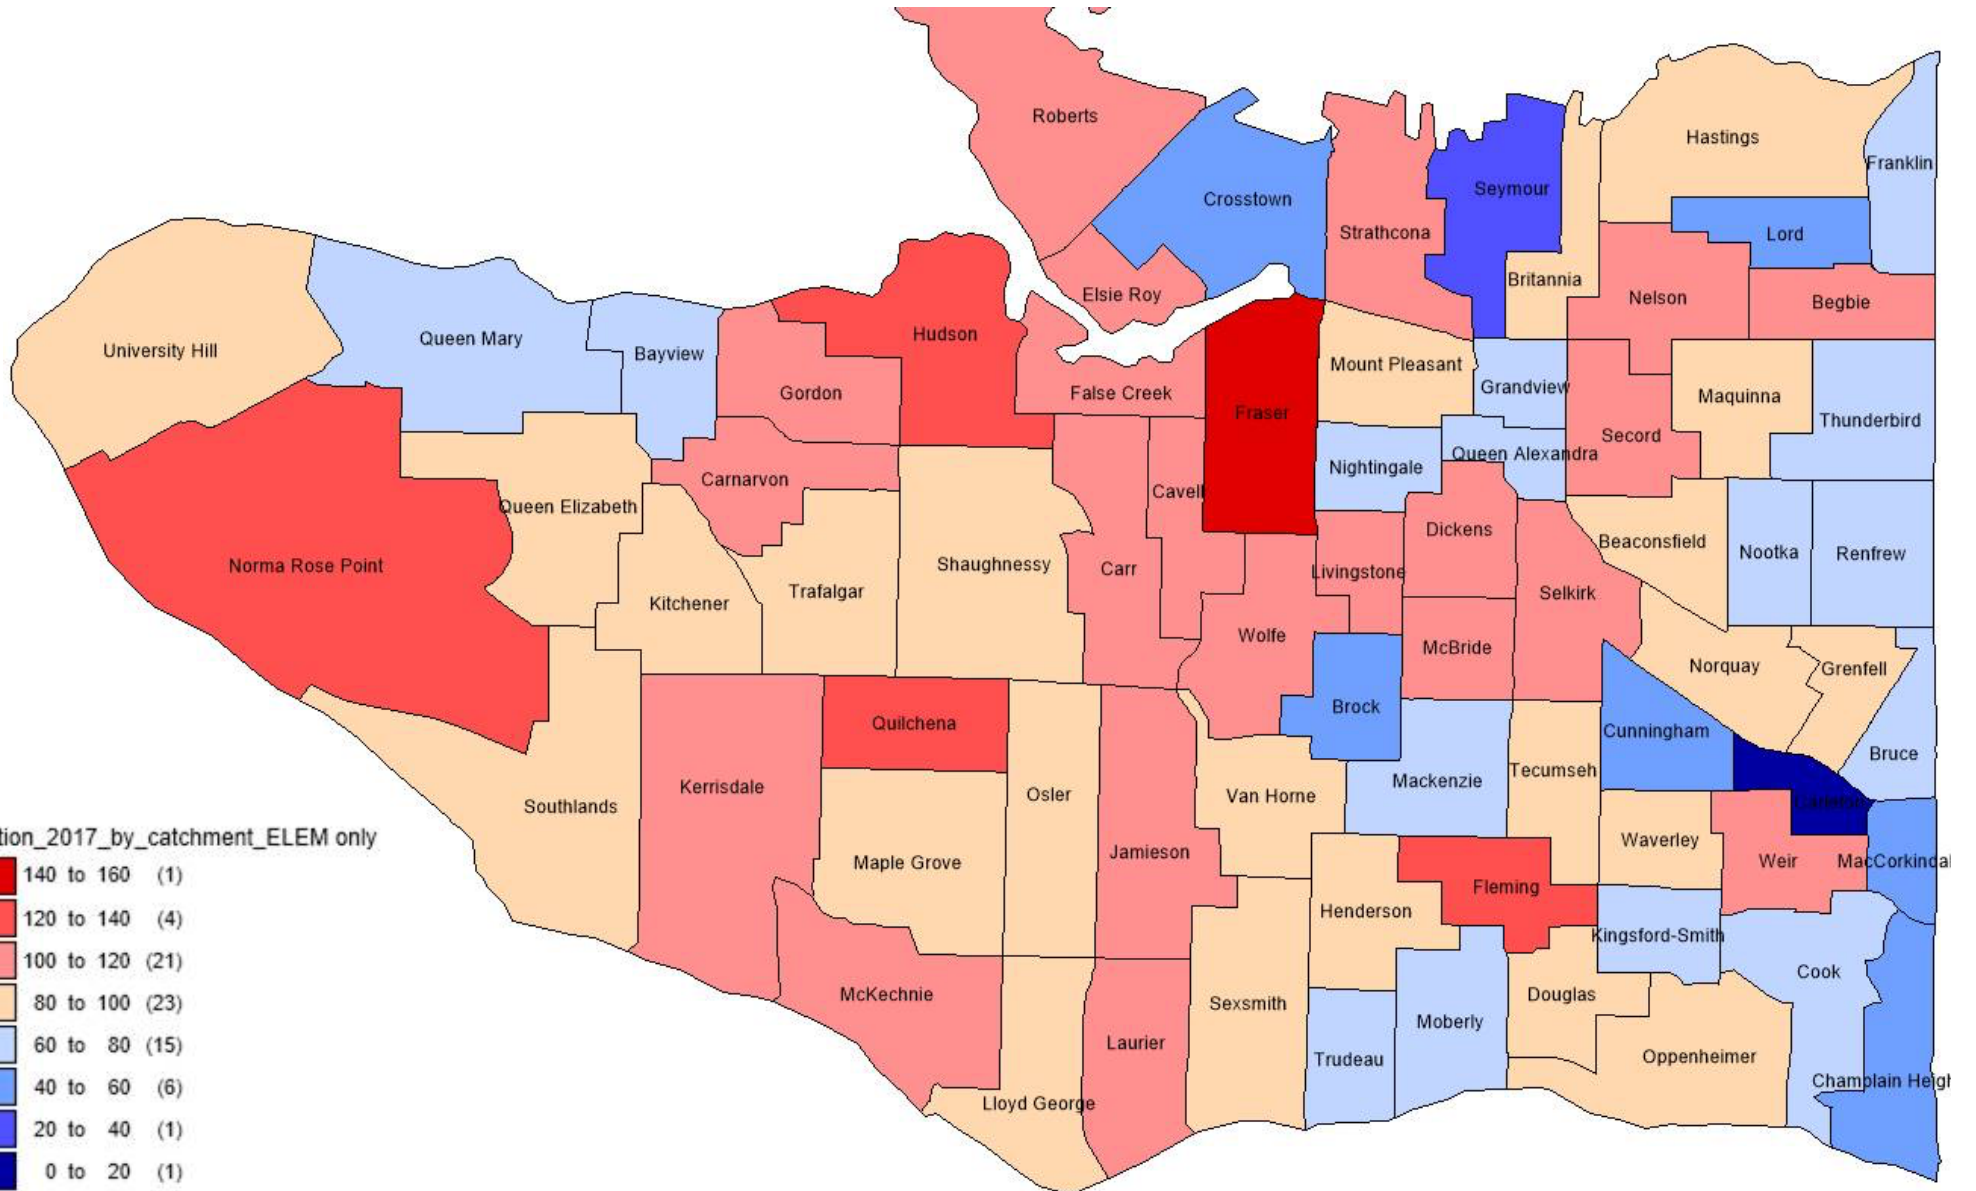 Roberts
Hastings
Franklin
Crosstown
Seymour
Strathcona
Lord
Britannia
Elsie Roy
Nelson
Begbie
University Hill
Queen Mary
Bayview
Hudson
Gordon
False Creek
Fraser
Mount Pleasant
Grandview
Maquinna
Thunderbird
Secord
Queen Alexandra
Nightingale
Carnarvon
Cavell
Queen Elizabeth
Dickens
Beaconsfield
Nootka
Renfrew
Norma Rose Point
Shaughnessy
Carr
Livingstone
Trafalgar
Selkirk
Kitchener
Wolfe
McBride
Norquay
Grenfell
Brock
Quilchena
Cunningham
Bruce
Tecumseh
Mackenzie
Kerrisdale
Osler
Van Horne
Southlands
Carleton
Waverley
Jamieson
Maple Grove
Weir
MacCorkindal
Fleming
Henderson
Kingsford-Smith
Cook
McKechnie
Douglas
Sexsmith
Moberly
Laurier
Trudeau
Oppenheimer
Champlain Heigh
Lloyd George
tion_2017_by_catchment_ELEM only
140 to 160 (1)
120 to 140 (4)
100 to 120 (21)
80 to 100 (23)
60 to 80 (15)
40 to 60 (6)
20 to 40 (1)
0 to 20 (1)